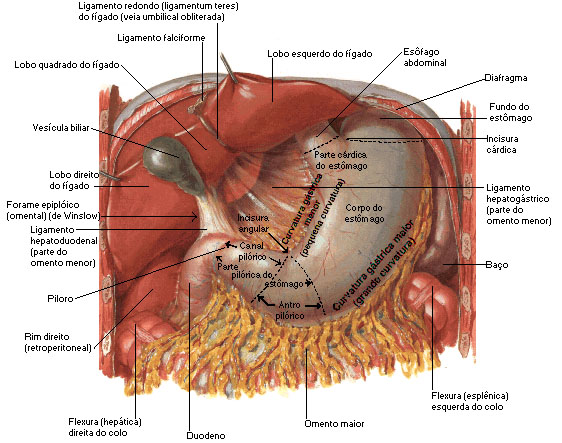 Ligamento redondo (ligamentum teres)
do fígado (veia umbilical obliterada)
Ligamento falciforme
Lobo quadrado do fígado
Lobo esquerdo do fígado
Esôfago
abdominal
Diafragma
Fundo do
estômago
Incisura
cárdica
Vesícula biliar
Parte cárdica
do estômago
Lobo direito
do fígado
Ligamento
hepatogástrico
(parte do
omento menor)
Forame epiplóico
(omental) (de Winslow)
Curvatura gástrica
menor
(pequena curvatura)
Corpo do
estômago
Incisura
angular
Ligamento
hepatoduodenal
(parte do
omento menor)
Canal
pilórico
Baço
Parte
pilórica do
estômago
Curvatura gástrica maior
(grande curvatura)
Piloro
Antro
pilórico
Rim direito
(retroperitoneal)
Flexura (esplênica)
esquerda do colo
Flexura (hepática)
direita do colo
Duodeno
Omento maior